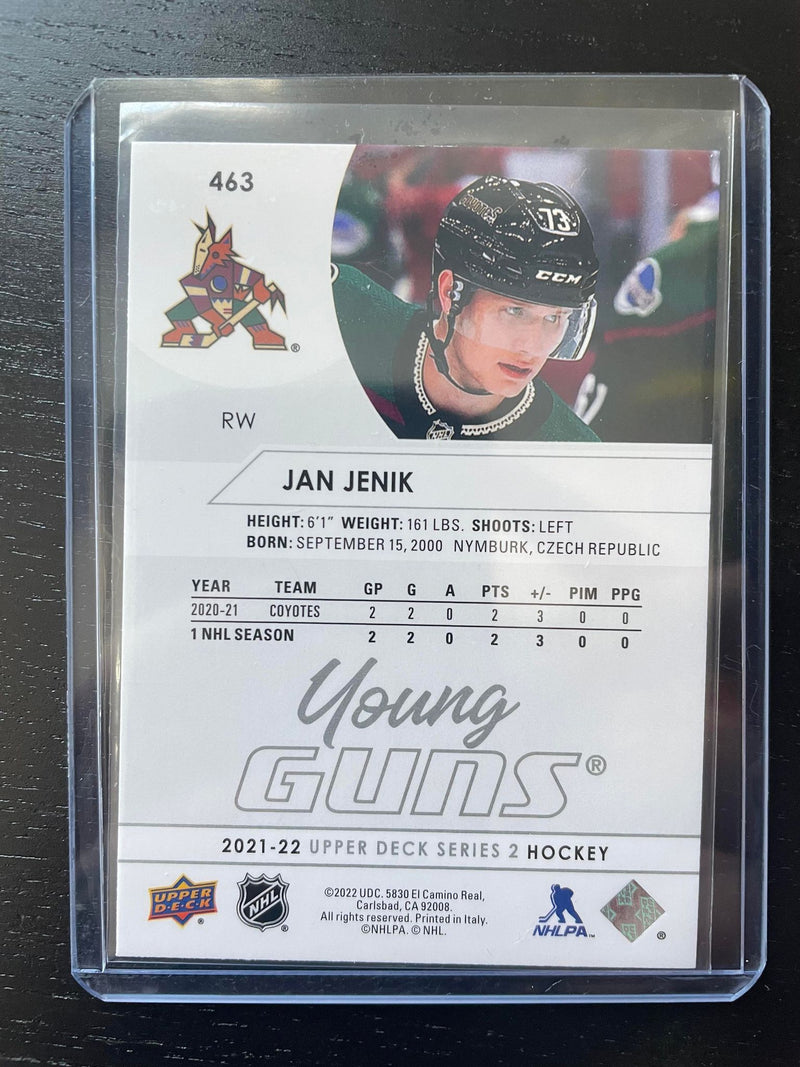 463
73
CCM
NHL
RW
JAN JENIK
HEIGHT: 6'1" WEIGHT: 161 LBS. SHOOTS: LEFT
BORN: SEPTEMBER 15, 2000 NYMBURK, CZECH REPUBLIC
YEAR TEAM GP G A PTS +/- PIM PPG
2020-21 COYOTES 2 2 0 2 3 0 0
1 NHL SEASON 2 2 0 2 3 0 0
Young
GUNS®
2021-22 UPPER DECK SERIES 2 HOCKEY
UPPER
D·E·C·K
®
NHL
®
©2022 UDC. 5830 El Camino Real,
Carlsbad, CA 92008.
All rights reserved. Printed in Italy.
©NHLPA. © NHL.
NHLPA™
®